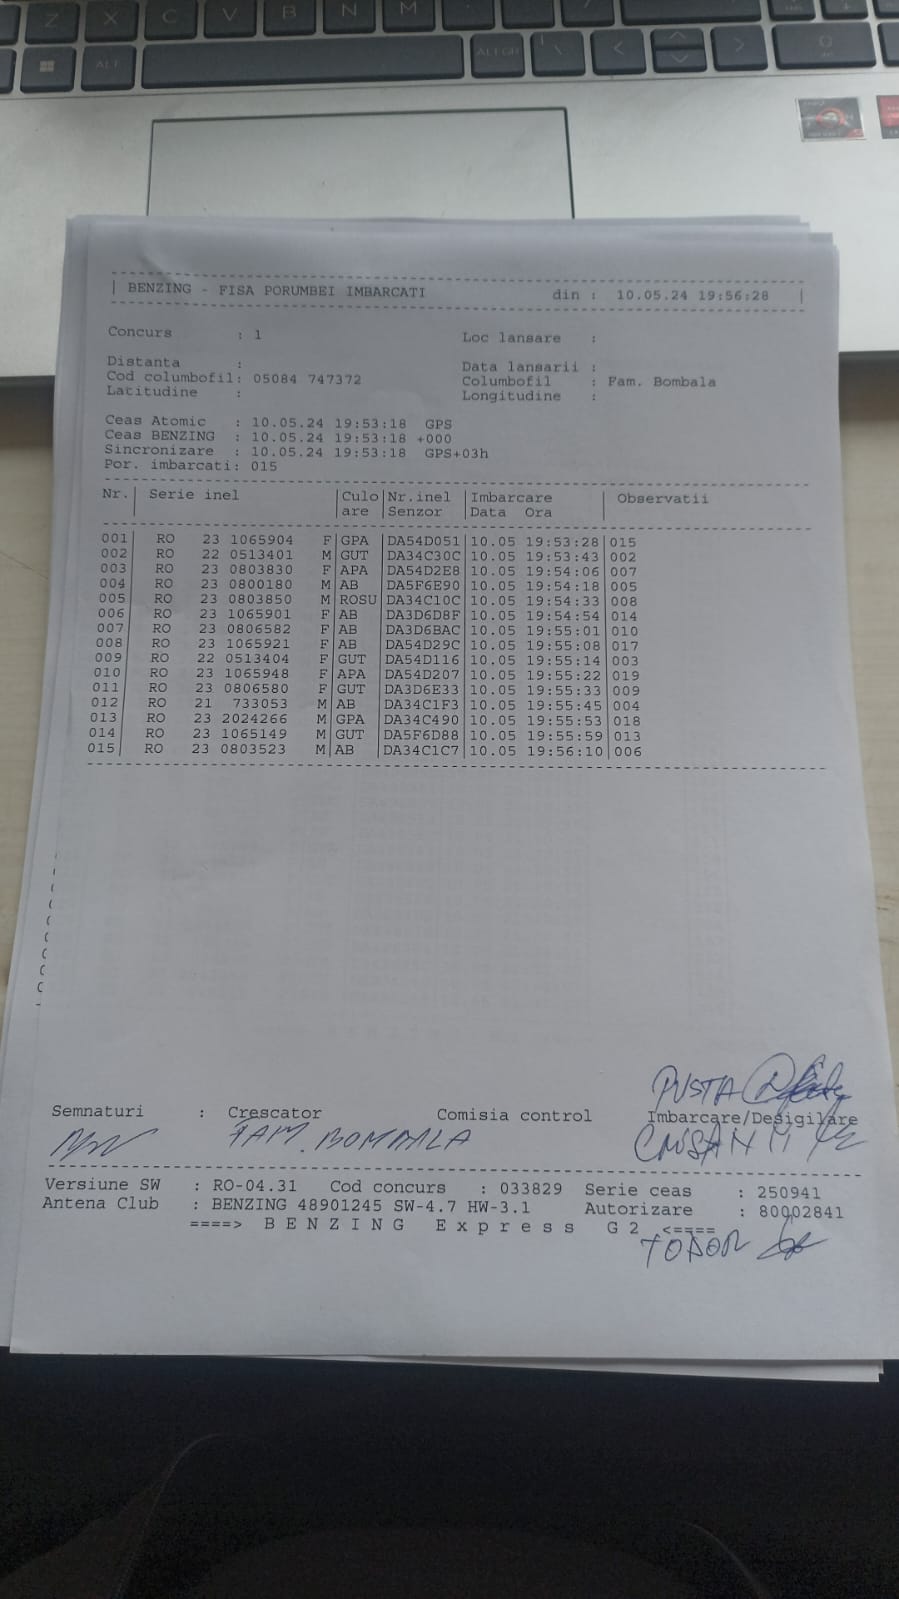 Z X C V B N M
ALT ALT GR
BENZING - FISA PORUMBEI IMBARCATI din : 10.05.24 19:56:28
Concurs : 1 Loc lansare :
Distanta : Data lansarii :
Cod columbofil: 05084 747372 Columbofil : Fam. Bombala
Latitudine : Longitudine :
Ceas Atomic : 10.05.24 19:53:18 GPS
Ceas BENZING : 10.05.24 19:53:18 +000
Sincronizare : 10.05.24 19:53:18 GPS+03h
Por. imbarcati: 015
Nr.| Serie inel |Culo|Nr.inel|Imbarcare | Observatii
|are |Senzor |Data Ora |
001| RO 23 1065904 F|GPA |DA54D051|10.05 19:53:28|015
002| RO 22 0513401 M|GUT |DA34C30C|10.05 19:53:43|002
003| RO 23 0803830 F|APA |DA54D2E8|10.05 19:54:06|007
004| RO 23 0800180 M|AB |DA5F6E90|10.05 19:54:18|005
005| RO 23 0803850 M|ROSU|DA34C10C|10.05 19:54:33|008
006| RO 23 1065901 F|AB |DA3D6D8F|10.05 19:54:54|014
007| RO 23 0806582 F|AB |DA3D6BAC|10.05 19:55:01|010
008| RO 23 1065921 F|AB |DA54D29C|10.05 19:55:08|017
009| RO 22 0513404 F|GUT |DA54D116|10.05 19:55:14|003
010| RO 23 1065948 F|APA |DA54D207|10.05 19:55:22|019
011| RO 23 0806580 F|GUT |DA3D6E33|10.05 19:55:33|009
012| RO 21 733053 M|AB |DA34C1F3|10.05 19:55:45|004
013| RO 23 2024266 M|GPA |DA34C490|10.05 19:55:53|018
014| RO 23 1065149 M|GUT |DA5F6D88|10.05 19:55:59|013
015| RO 23 0803523 M|AB |DA34C1C7|10.05 19:56:10|006
PUSTA
Semnaturi : Crescator Comisia control Imbarcare/Desigilare
FAM. BOMBALA CRISAN M
Versiune SW : RO-04.31 Cod concurs : 033829 Serie ceas : 250941
Antena Club : BENZING 48901245 SW-4.7 HW-3.1 Autorizare : 80002841
====> B E N Z I N G E x p r e s s G 2 <====
TODOR